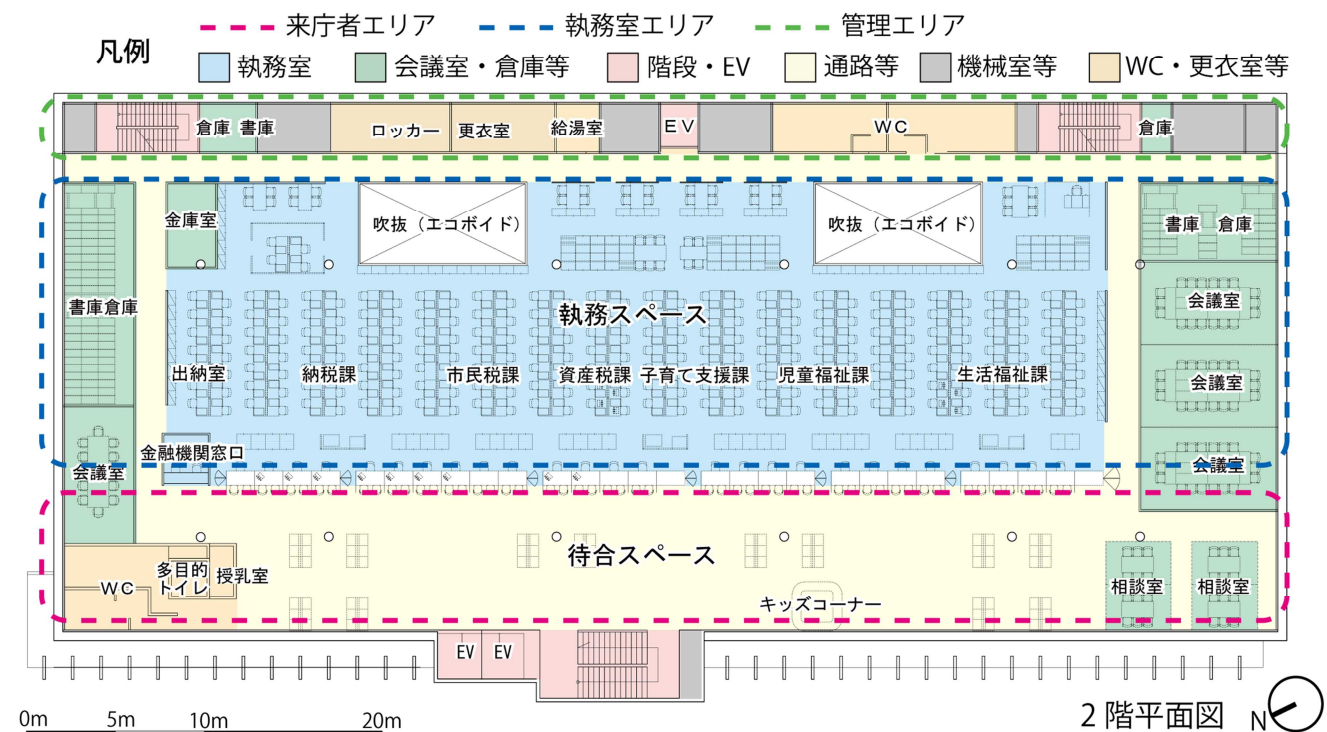 来庁者エリア 執務室エリア 管理エリア
凡例
執務室 会議室・倉庫等 階段・EV 通路等 機械室等 WC・更衣室等
倉庫 書庫 ロッカー 更衣室 給湯室 EV WC 倉庫
金庫室 吹抜(エコボイド) 吹抜(エコボイド) 書庫 倉庫
書庫倉庫 執務スペース 会議室
出納室 納税課 市民税課 資産税課 子育て支援課 児童福祉課 生活福祉課 会議室
金融機関窓口
会議室 会議室
待合スペース
WC 多目的
トイレ 授乳室 キッズコーナー 相談室 相談室
EV EV
0m 5m 10m 20m
2階平面図 N